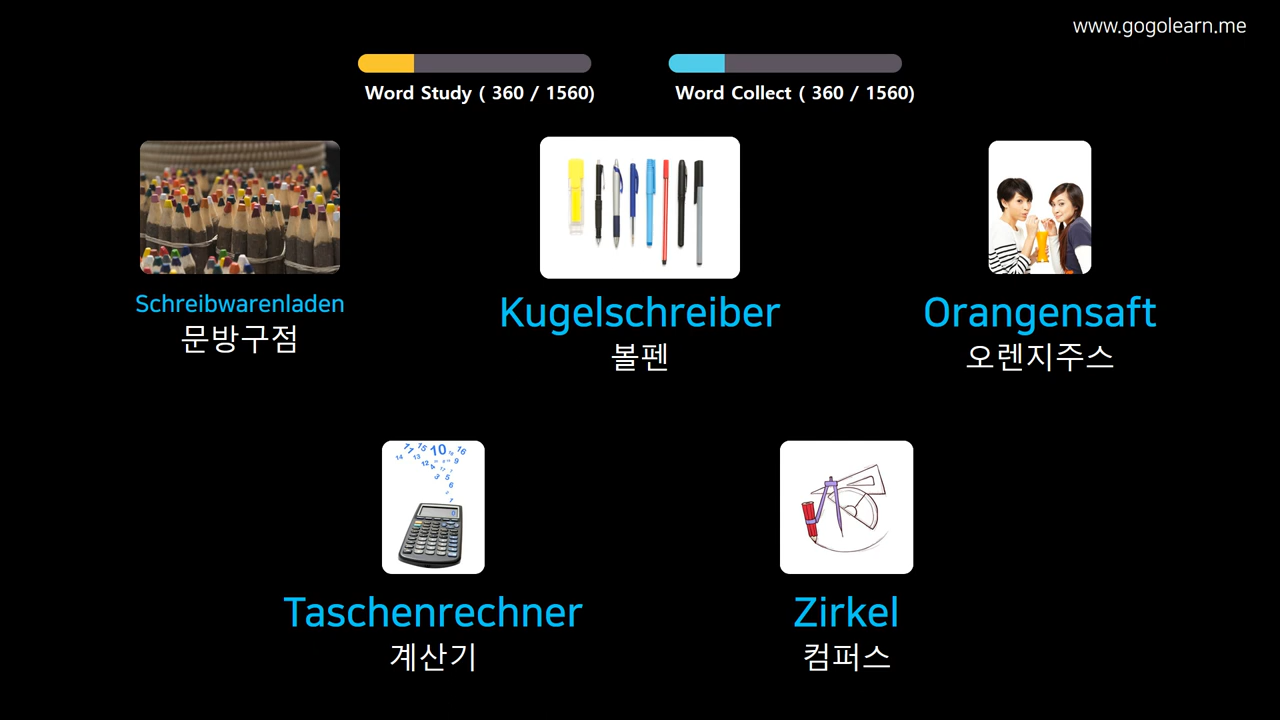 www.gogolearn.me
Word Study ( 360 / 1560)
Word Collect ( 360 / 1560)
Schreibwarenladen
문방구점
Kugelschreiber
볼펜
Orangensaft
오렌지주스
Taschenrechner
계산기
Zirkel
컴퍼스